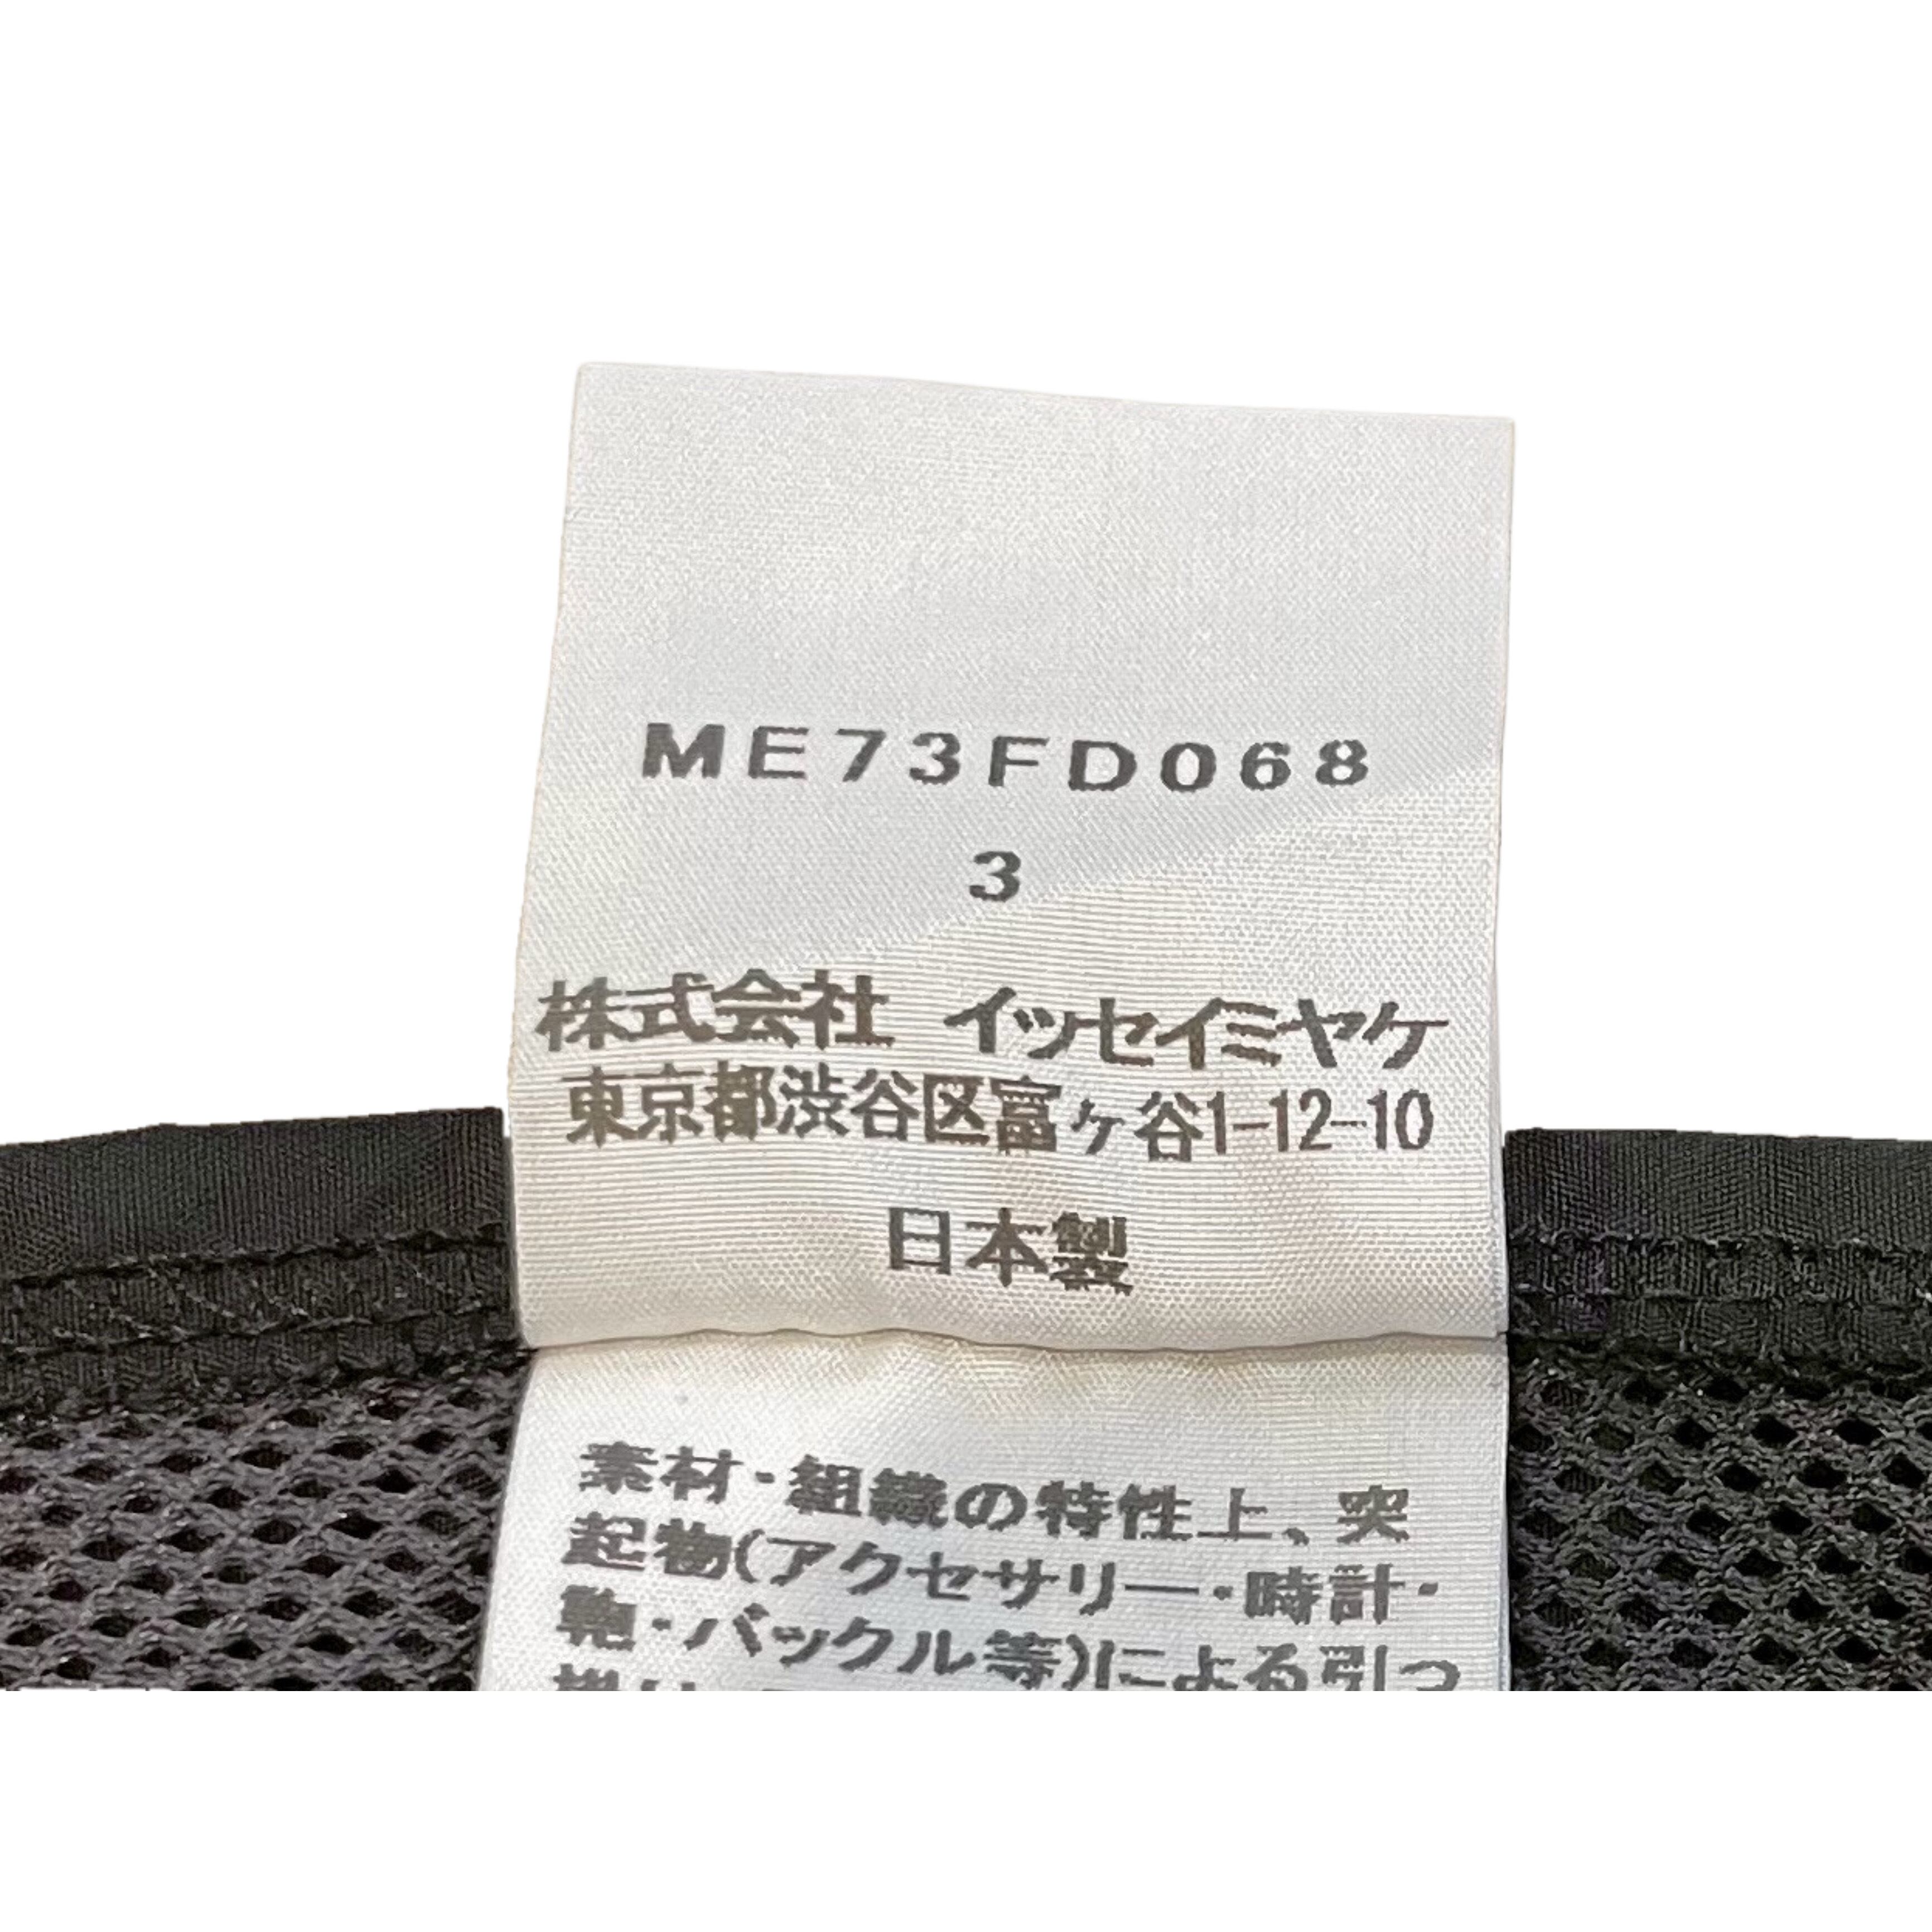 ME73FD068
3
株式会社 イッセイミヤケ
東京都渋谷区富ヶ谷1-12-10
日本製
素材・組織の特性上、突
起物(アクセサリー・時計・
鞄・バックル等)による引っ